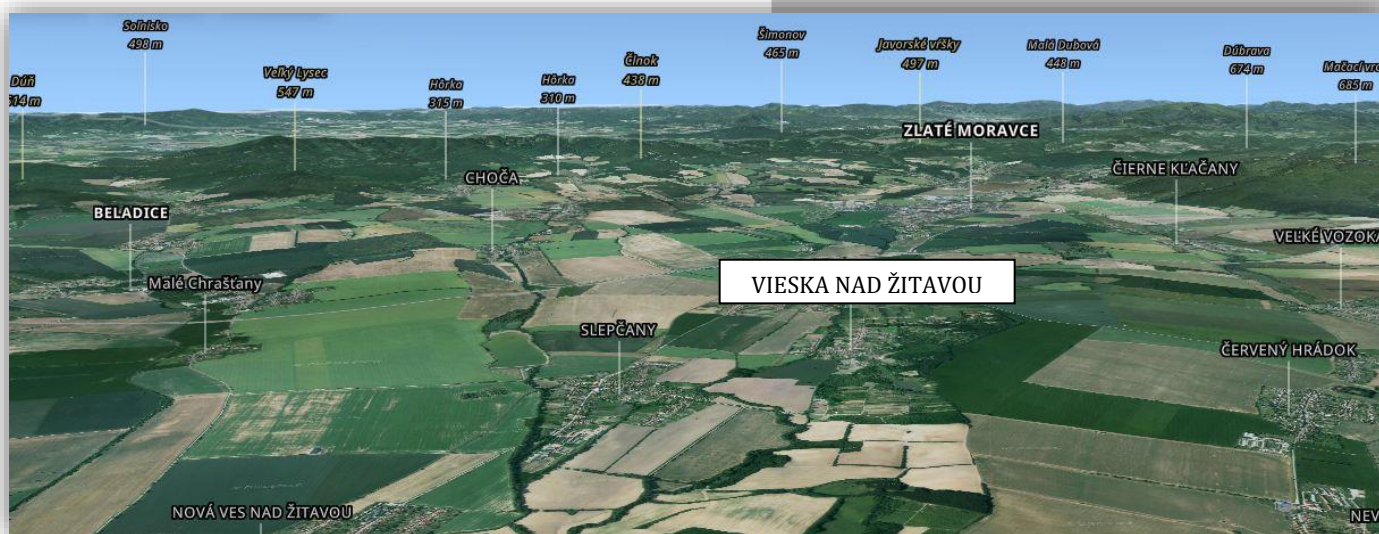 Soľnisko
498 m
Šimonov
465 m
Javorské vŕšky
497 m
Malá Dubová
448 m
Dúbrava
674 m
Člnok
438 m
Veľký Lysec
547 m
Hôrka
315 m
Hôrka
310 m
Dúň
514 m
685 m
ZLATÉ MORAVCE
CHOČA
ČIERNE KĽAČANY
BELADICE
VEĽKÉ VOZOKA
Malé Chrašťany
VIESKA NAD ŽITAVOU
SLEPČANY
ČERVENÝ HRÁDOK
NOVÁ VES NAD ŽITAVOU
NEV